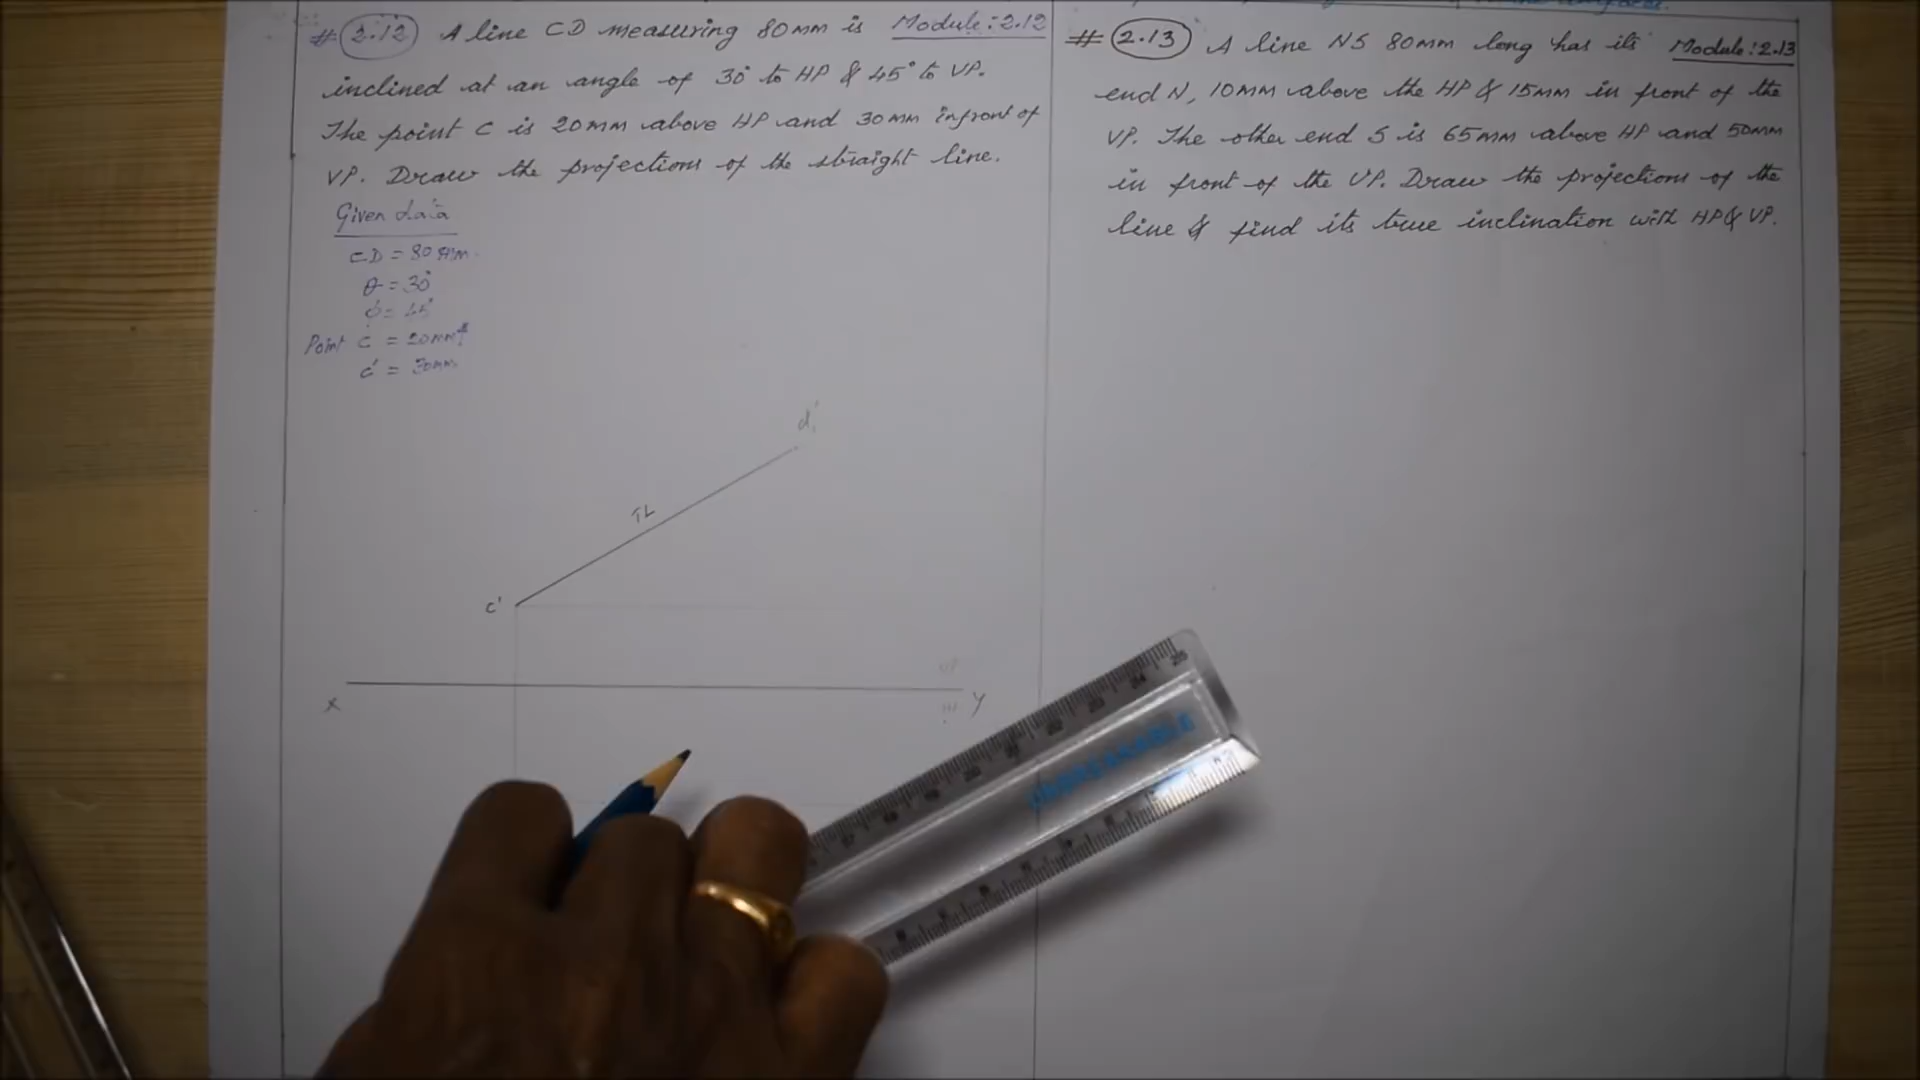 # 2.12 A line CD measuring 80mm is Module:2.12
inclined at an angle of 30° to HP & 45° to VP.
The point C is 20mm above HP and 30mm infront of
VP. Draw the projections of the straight line.
Given data
CD = 80mm.
θ = 30°
ϕ = 45°
Point C = 20mm
c' = 30mm
d₁'
TL
c'
X
Y
# 2.13 A line NS 80mm long has its Module:2.13
end N, 10mm above the HP & 15mm in front of the
VP. The other end S is 65mm above HP and 50mm
in front of the VP. Draw the projections of the
line & find its true inclination with HP & VP.
UNBREAKABLE